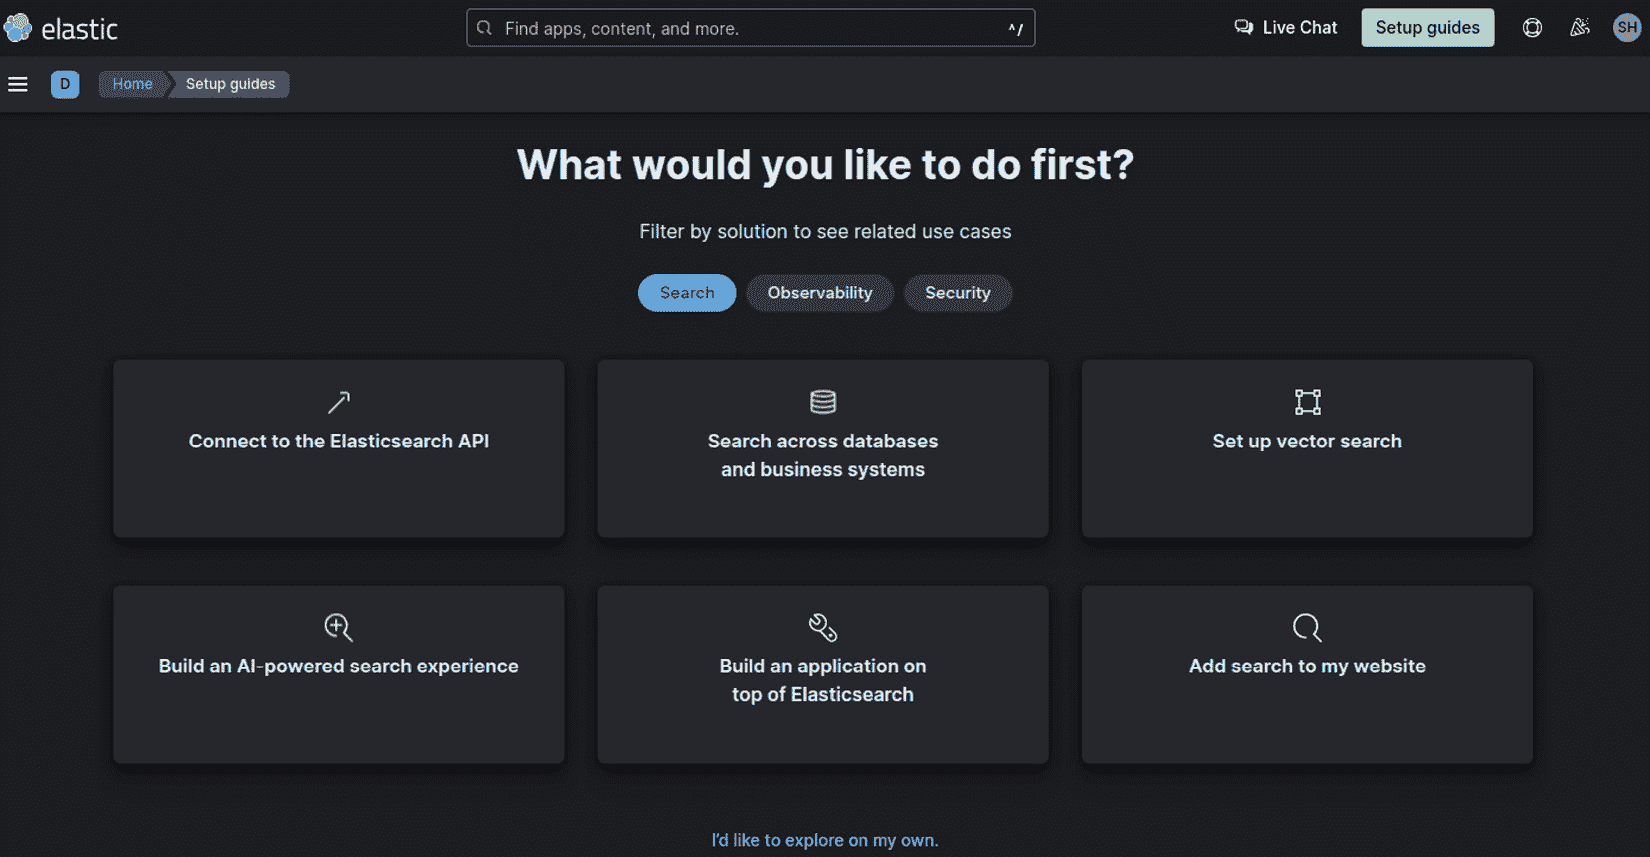 elastic
Find apps, content, and more.
^/
Live Chat
Setup guides
SH
D
Home
Setup guides
What would you like to do first?
Filter by solution to see related use cases
Search
Observability
Security
Connect to the Elasticsearch API
Search across databases
and business systems
Set up vector search
Build an AI-powered search experience
Build an application on
top of Elasticsearch
Add search to my website
I'd like to explore on my own.